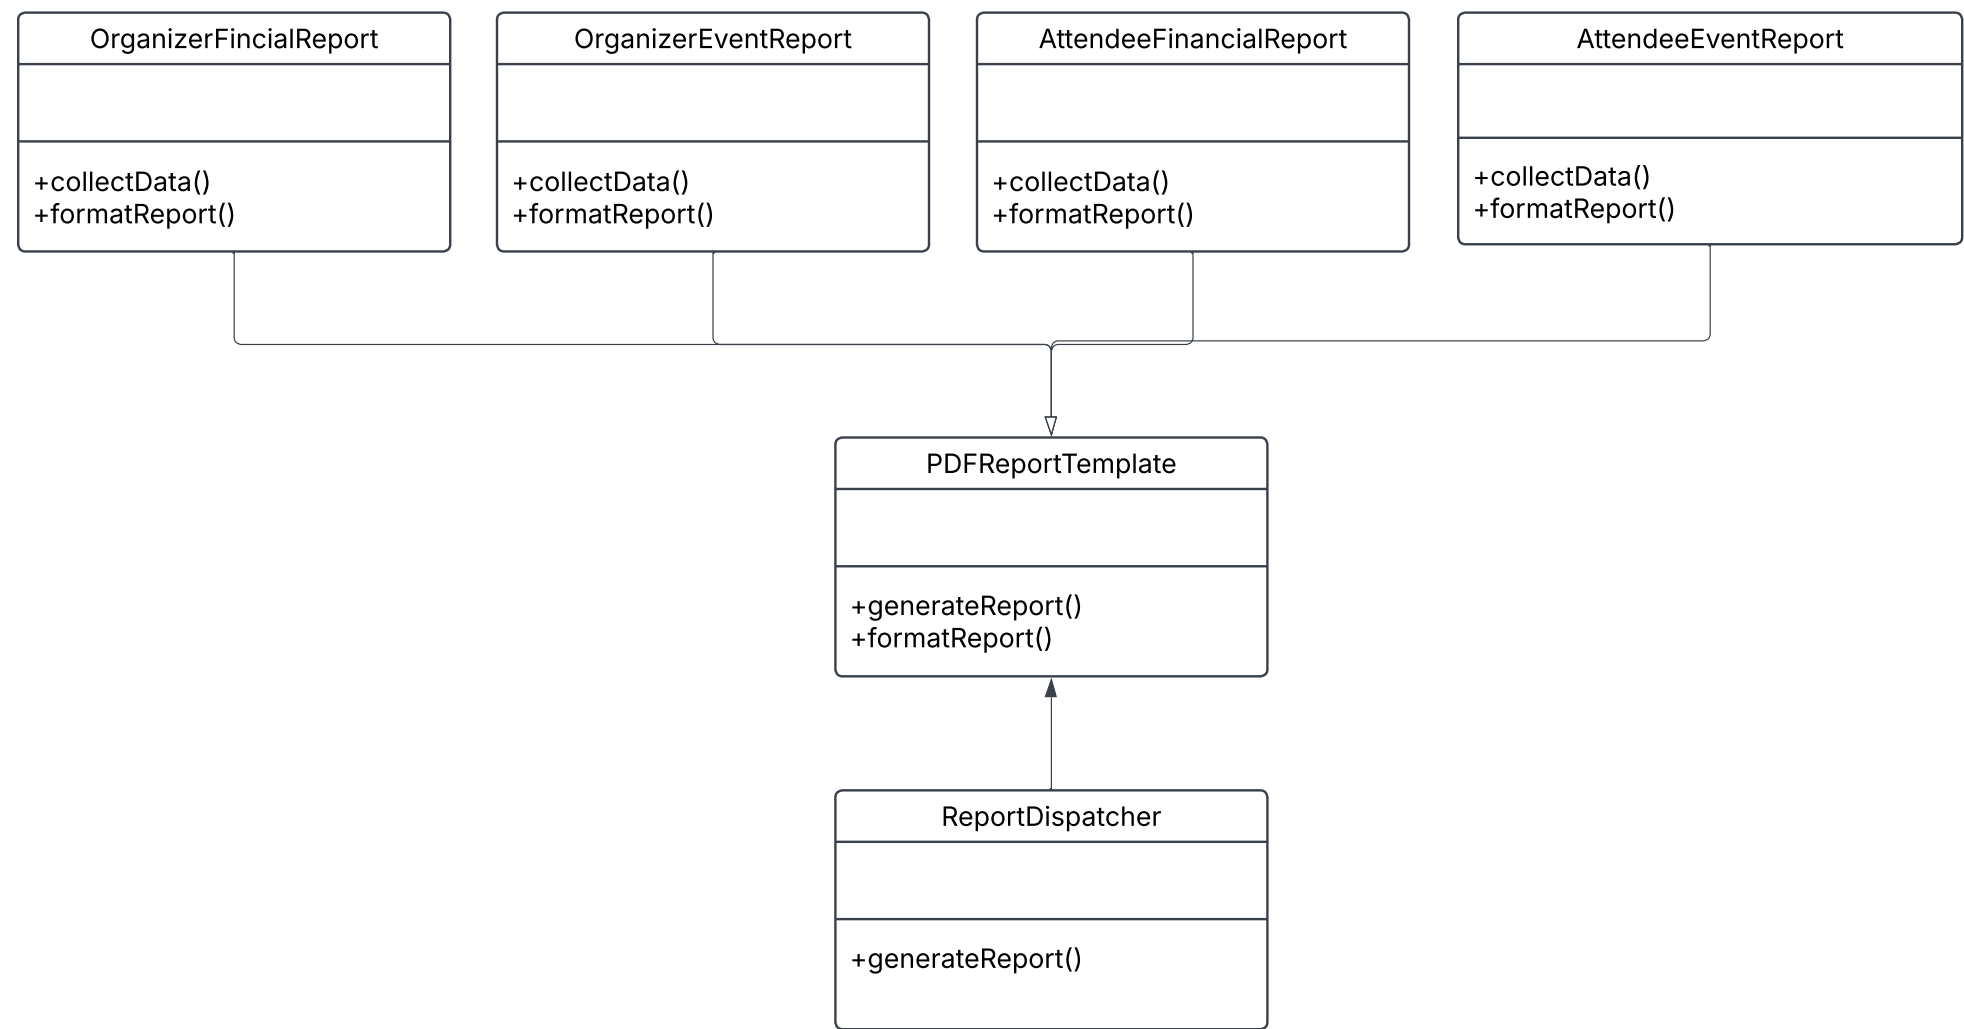 OrganizerFincialReport
+collectData()
+formatReport()
OrganizerEventReport
+collectData()
+formatReport()
AttendeeFinancialReport
+collectData()
+formatReport()
AttendeeEventReport
+collectData()
+formatReport()
PDFReportTemplate
+generateReport()
+formatReport()
ReportDispatcher
+generateReport()